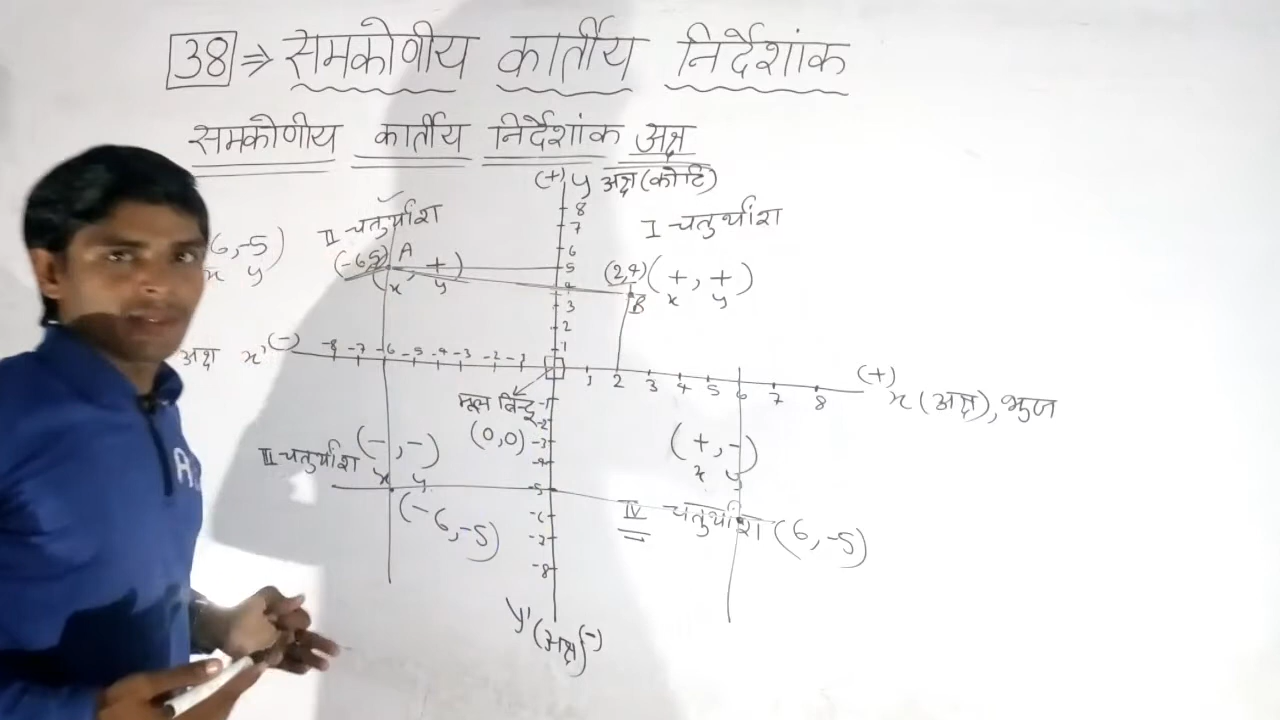 38 ⇒ समकोणीय कार्तीय निर्देशांक
समकोणीय कार्तीय निर्देशांक अक्ष
(+) y अक्ष (कोटि)
II चतुर्थांश
I चतुर्थांश
6,-5)
x y
(-6,5) A
( , +)
x y
(2,4) (+, +)
B x y
8
7
6
5
4
3
2
1
अक्ष x' (-)
-8 -7 -6 -5 -4 -3 -2 -1
1 2 3 4 5 6 7 8
(+)
x (अक्ष), भुज
मूल बिन्दू
(0,0)
-1
-2
-3
-4
-5
-6
-7
-8
III चतुर्थांश (-, -)
x y
(-6,-5)
(+, -)
x y
IV चतुर्थांश (6,-5)
y' (अक्ष) (-)
A